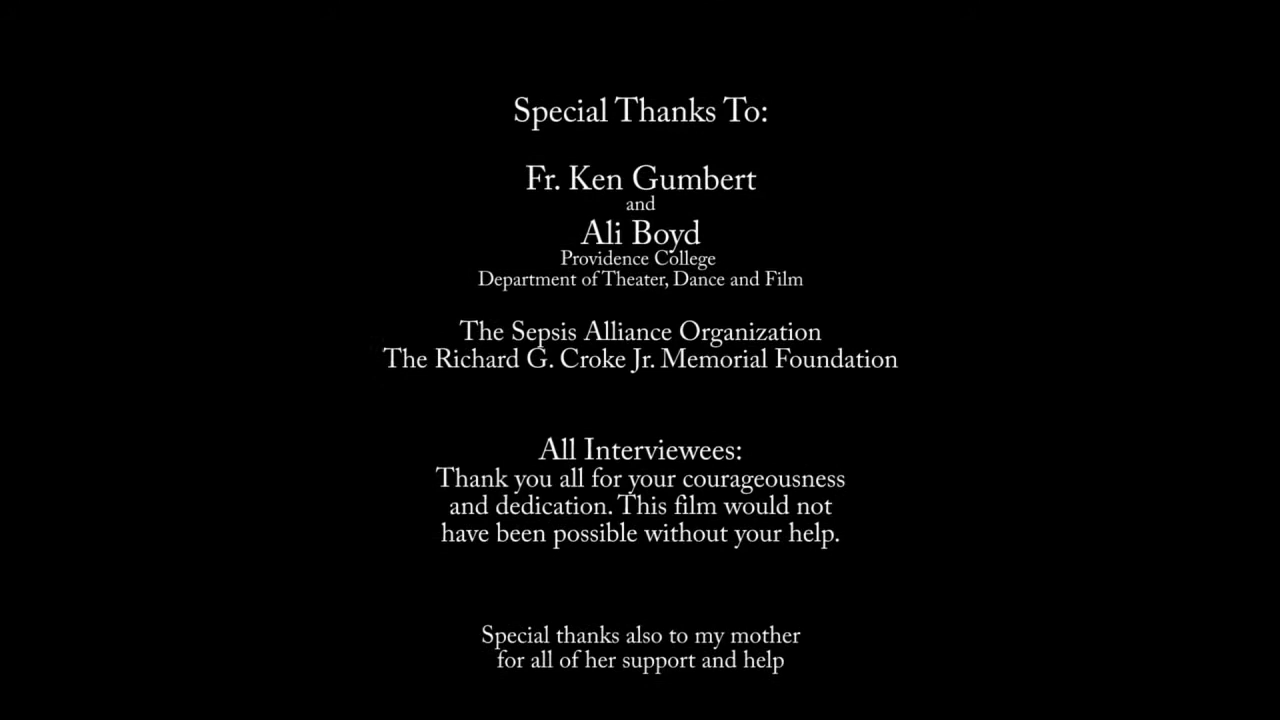 Special Thanks To:
Fr. Ken Gumbert
and
Ali Boyd
Providence College
Department of Theater, Dance and Film
The Sepsis Alliance Organization
The Richard G. Croke Jr. Memorial Foundation
All Interviewees:
Thank you all for your courageousness
and dedication. This film would not
have been possible without your help.
Special thanks also to my mother
for all of her support and help